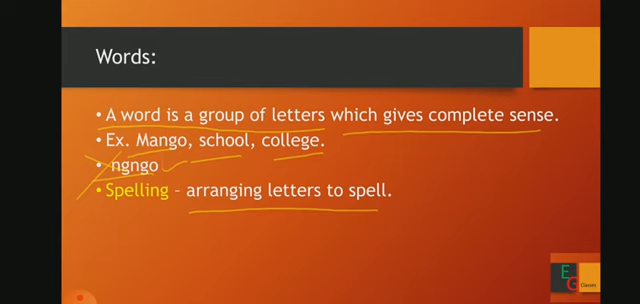 Words:
• A word is a group of letters which gives complete sense.
• Ex. Mango, school, college.
• ngngo
• Spelling – arranging letters to spell.
E
G Classes